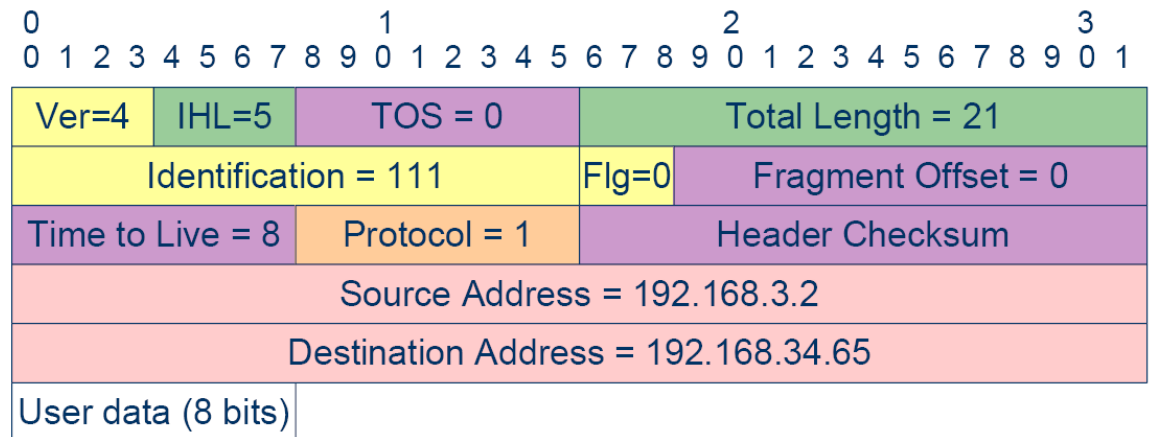 0 1 2 3
0 1 2 3 4 5 6 7 8 9 0 1 2 3 4 5 6 7 8 9 0 1 2 3 4 5 6 7 8 9 0 1
Ver=4 IHL=5 TOS = 0 Total Length = 21
Identification = 111 Flg=0 Fragment Offset = 0
Time to Live = 8 Protocol = 1 Header Checksum
Source Address = 192.168.3.2
Destination Address = 192.168.34.65
User data (8 bits)